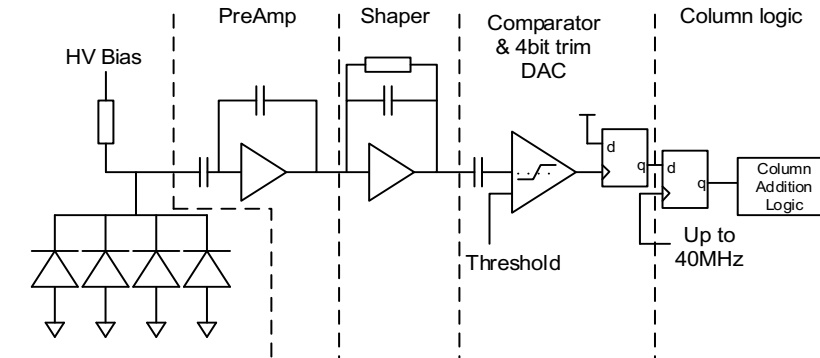 PreAmp
Shaper
Comparator
& 4bit trim
DAC
Column logic
HV Bias
d
q
d
q
Column
Addition
Logic
Threshold
Up to
40MHz